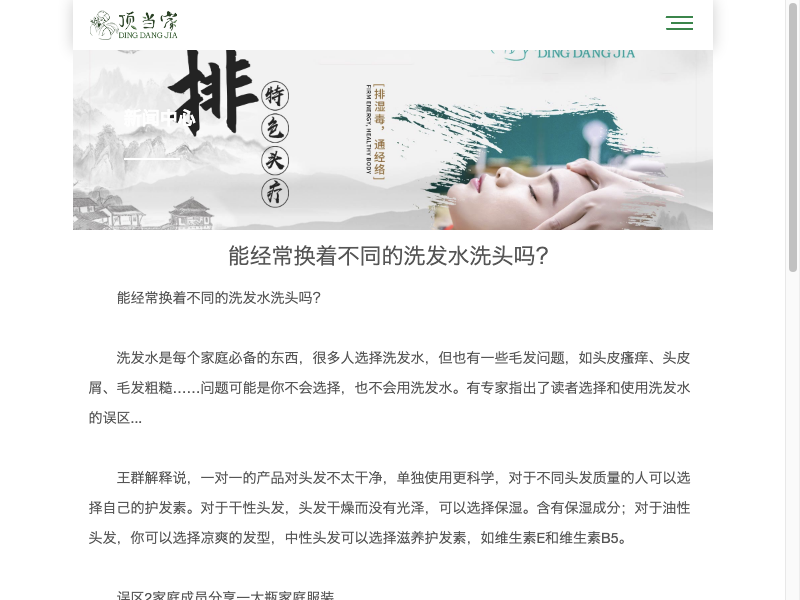 顶当家
DING DANG JIA
DING DANG JIA
排
特色头疗
新闻中心
[排湿毒，通经络]
FIRM ENERGY, HEALTHY BODY
能经常换着不同的洗发水洗头吗？
能经常换着不同的洗发水洗头吗？
洗发水是每个家庭必备的东西，很多人选择洗发水，但也有一些毛发问题，如头皮瘙痒、头皮
屑、毛发粗糙……问题可能是你不会选择，也不会用洗发水。有专家指出了读者选择和使用洗发水
的误区...
王群解释说，一对一的产品对头发不太干净，单独使用更科学，对于不同头发质量的人可以选
择自己的护发素。对于干性头发，头发干燥而没有光泽，可以选择保湿。含有保湿成分；对于油性
头发，你可以选择凉爽的发型，中性头发可以选择滋养护发素，如维生素E和维生素B5。
误区2家庭成员分享一大瓶家庭服装